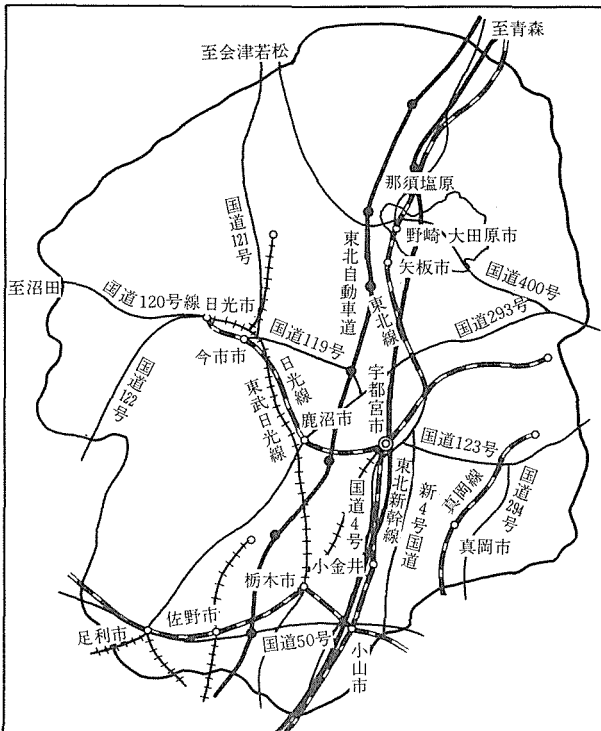 至青森
至会津若松
那須塩原
国道121号
東北自動車道
野崎
大田原市
矢板市
東北線
国道400号
至沼田
国道120号線
日光市
国道119号
国道293号
今市市
国道122号
日光線
東武日光線
宇都宮市
鹿沼市
国道123号
国道4号
東北新幹線
新4号国道
真岡線
国道294号
真岡市
小金井
栃木市
佐野市
足利市
国道50号
小山市